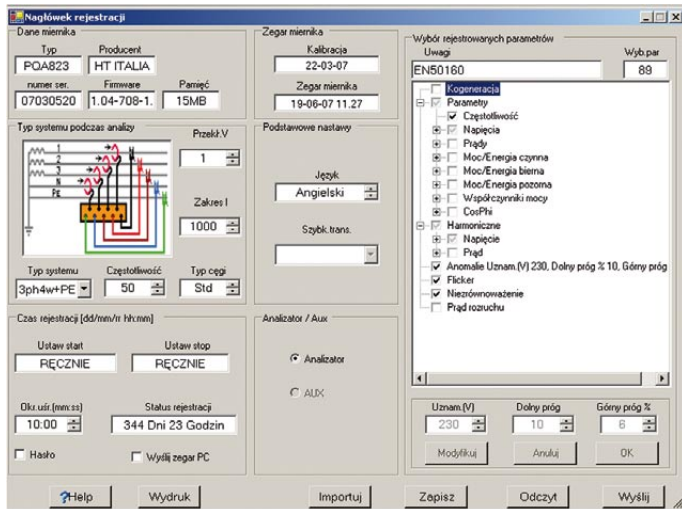 Nagłówek rejestracji
Dane miernika
Typ
Producent
PQA823
HT ITALIA
numer ser.
Firmware
Pamięć
07030520
1.04-708-1.
15MB
Zegar miernika
Kalibracja
22-03-07
Zegar miernika
19-06-07 11.27
Typ systemu podczas analizy
1
2
3
N
PE
Przekł.V
1
Zakres I
1000
Typ systemu
Częstotliwość
Typ cęgi
3ph4w+PE
50
Std
Podstawowe nastawy
Język
Angielski
Szybk.trans.
Czas rejestracji [dd/mm/rr hh:mm]
Ustaw start
Ustaw stop
RĘCZNIE
RĘCZNIE
Okr.uśr.(mm:ss)
Status rejestracji
10:00
344 Dni 23 Godzin
Hasło
Wyślij zegar PC
Analizator / Aux
Analizator
AUX
Wybór rejestrowanych parametrów
Uwagi
Wyb.par
EN50160
89
Kogeneracja
Parametry
Częstotliwość
Napięcia
Prądy
Moc/Energia czynna
Moc/Energia bierna
Moc/Energia pozorna
Współczynniki mocy
CosPhi
Harmoniczne
Napięcie
Prąd
Anomalie Uznam.(V) 230, Dolny próg % 10, Górny próg
Flicker
Niezrównoważenie
Prąd rozruchu
Uznam.(V)
Dolny próg
Górny próg %
230
10
6
Modyfikuj
Anuluj
OK
?Help
Wydruk
Importuj
Zapisz
Odczyt
Wyślij